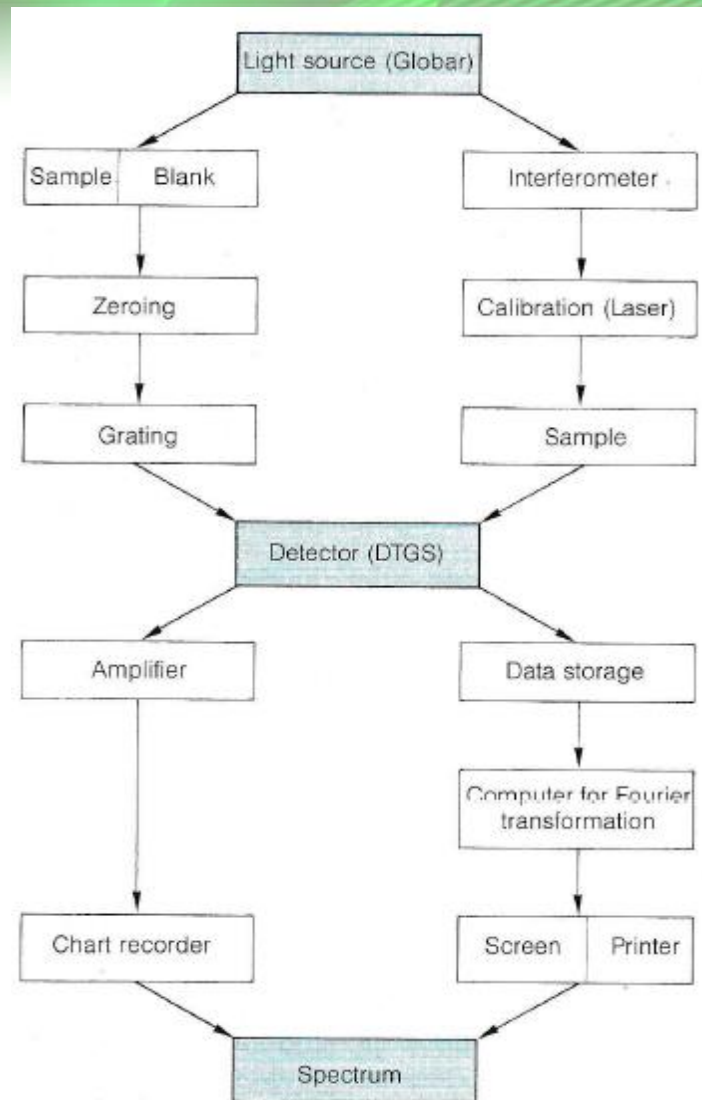 Light source (Globar)
Sample Blank
Interferometer
Zeroing
Calibration (Laser)
Grating
Sample
Detector (DTGS)
Amplifier
Data storage
Computer for Fourier
transformation
Chart recorder
Screen Printer
Spectrum